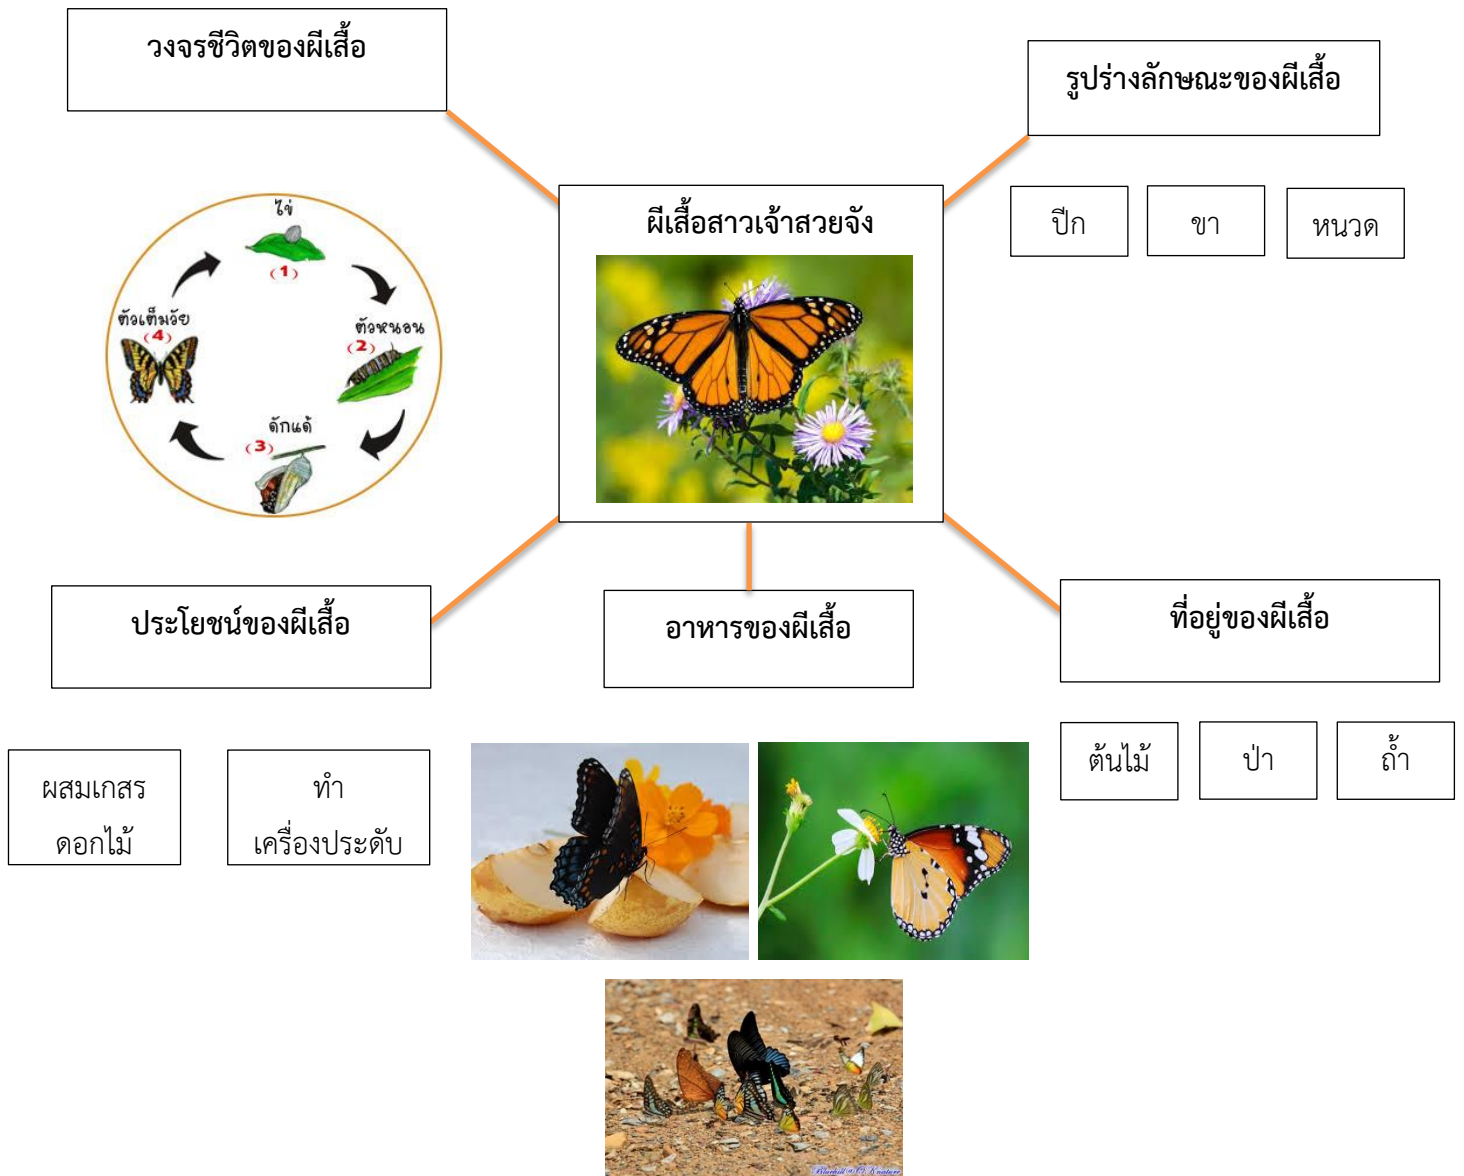 วงจรชีวิตของผีเสื้อ
รูปร่างลักษณะของผีเสื้อ
ปีก
ขา
หนวด
ผีเสื้อสาวเจ้าสวยจัง
ไข่
(1)
ตัวหนอน
(2)
ดักแด้
(3)
ตัวเต็มวัย
(4)
ประโยชน์ของผีเสื้อ
ผสมเกสร
ดอกไม้
ทำ
เครื่องประดับ
อาหารของผีเสื้อ
ที่อยู่ของผีเสื้อ
ต้นไม้
ป่า
ถ้ำ